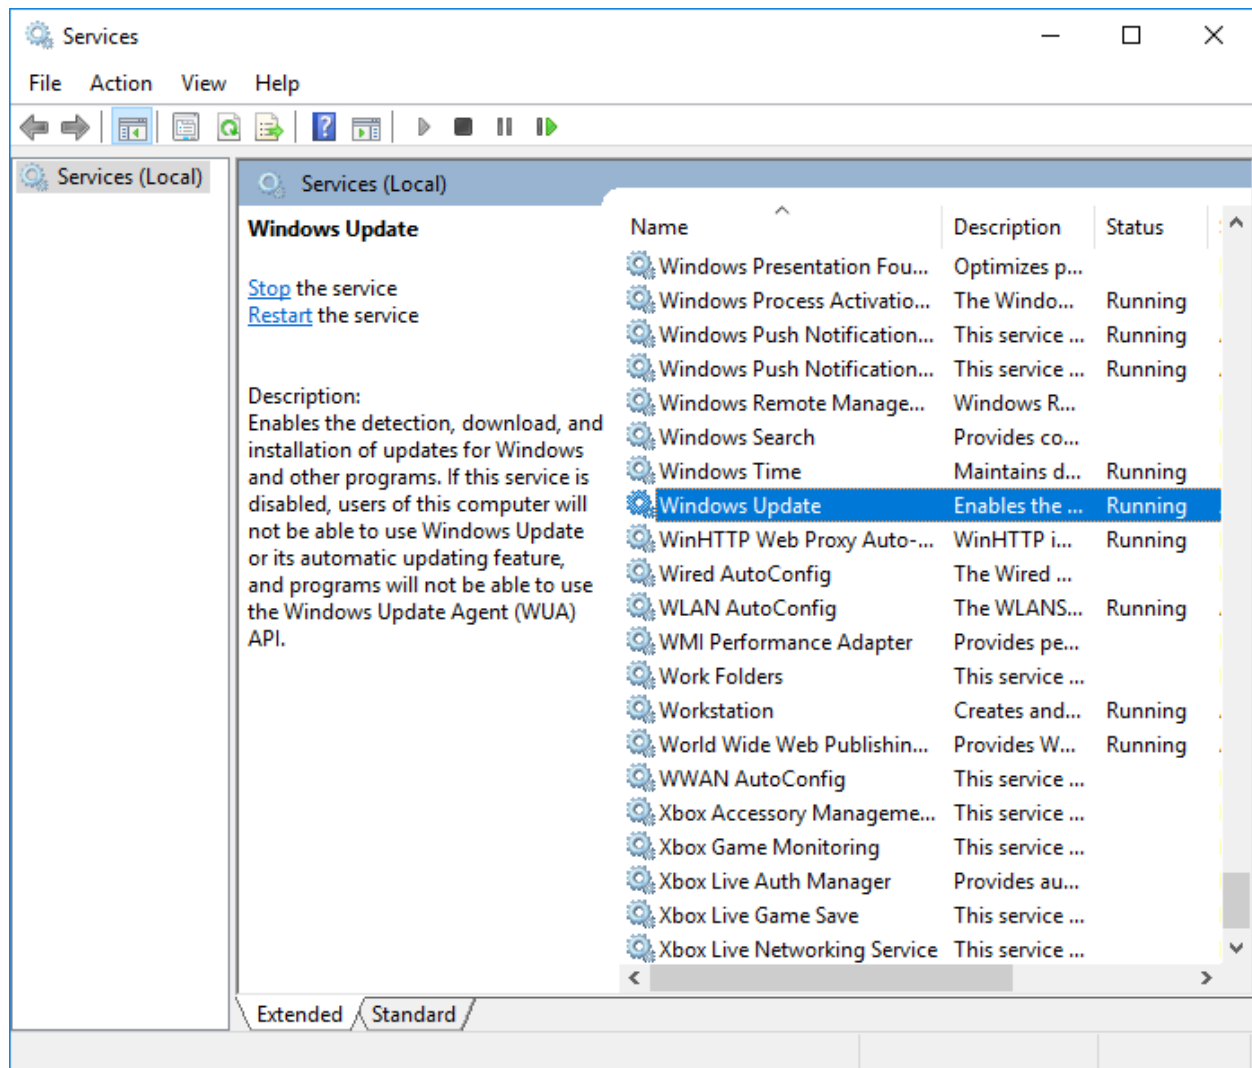 Services
File Action View Help
Services (Local)
Services (Local)
Windows Update
Stop the service
Restart the service
Description:
Enables the detection, download, and
installation of updates for Windows
and other programs. If this service is
disabled, users of this computer will
not be able to use Windows Update
or its automatic updating feature,
and programs will not be able to use
the Windows Update Agent (WUA)
API.
Name Description Status
Windows Presentation Fou... Optimizes p...
Windows Process Activatio... The Windo... Running
Windows Push Notification... This service ... Running
Windows Push Notification... This service ... Running
Windows Remote Manage... Windows R...
Windows Search Provides co...
Windows Time Maintains d... Running
Windows Update Enables the ... Running
WinHTTP Web Proxy Auto-... WinHTTP i... Running
Wired AutoConfig The Wired ...
WLAN AutoConfig The WLANS... Running
WMI Performance Adapter Provides pe...
Work Folders This service ...
Workstation Creates and... Running
World Wide Web Publishin... Provides W... Running
WWAN AutoConfig This service ...
Xbox Accessory Manageme... This service ...
Xbox Game Monitoring This service ...
Xbox Live Auth Manager Provides au...
Xbox Live Game Save This service ...
Xbox Live Networking Service This service ...
Extended Standard